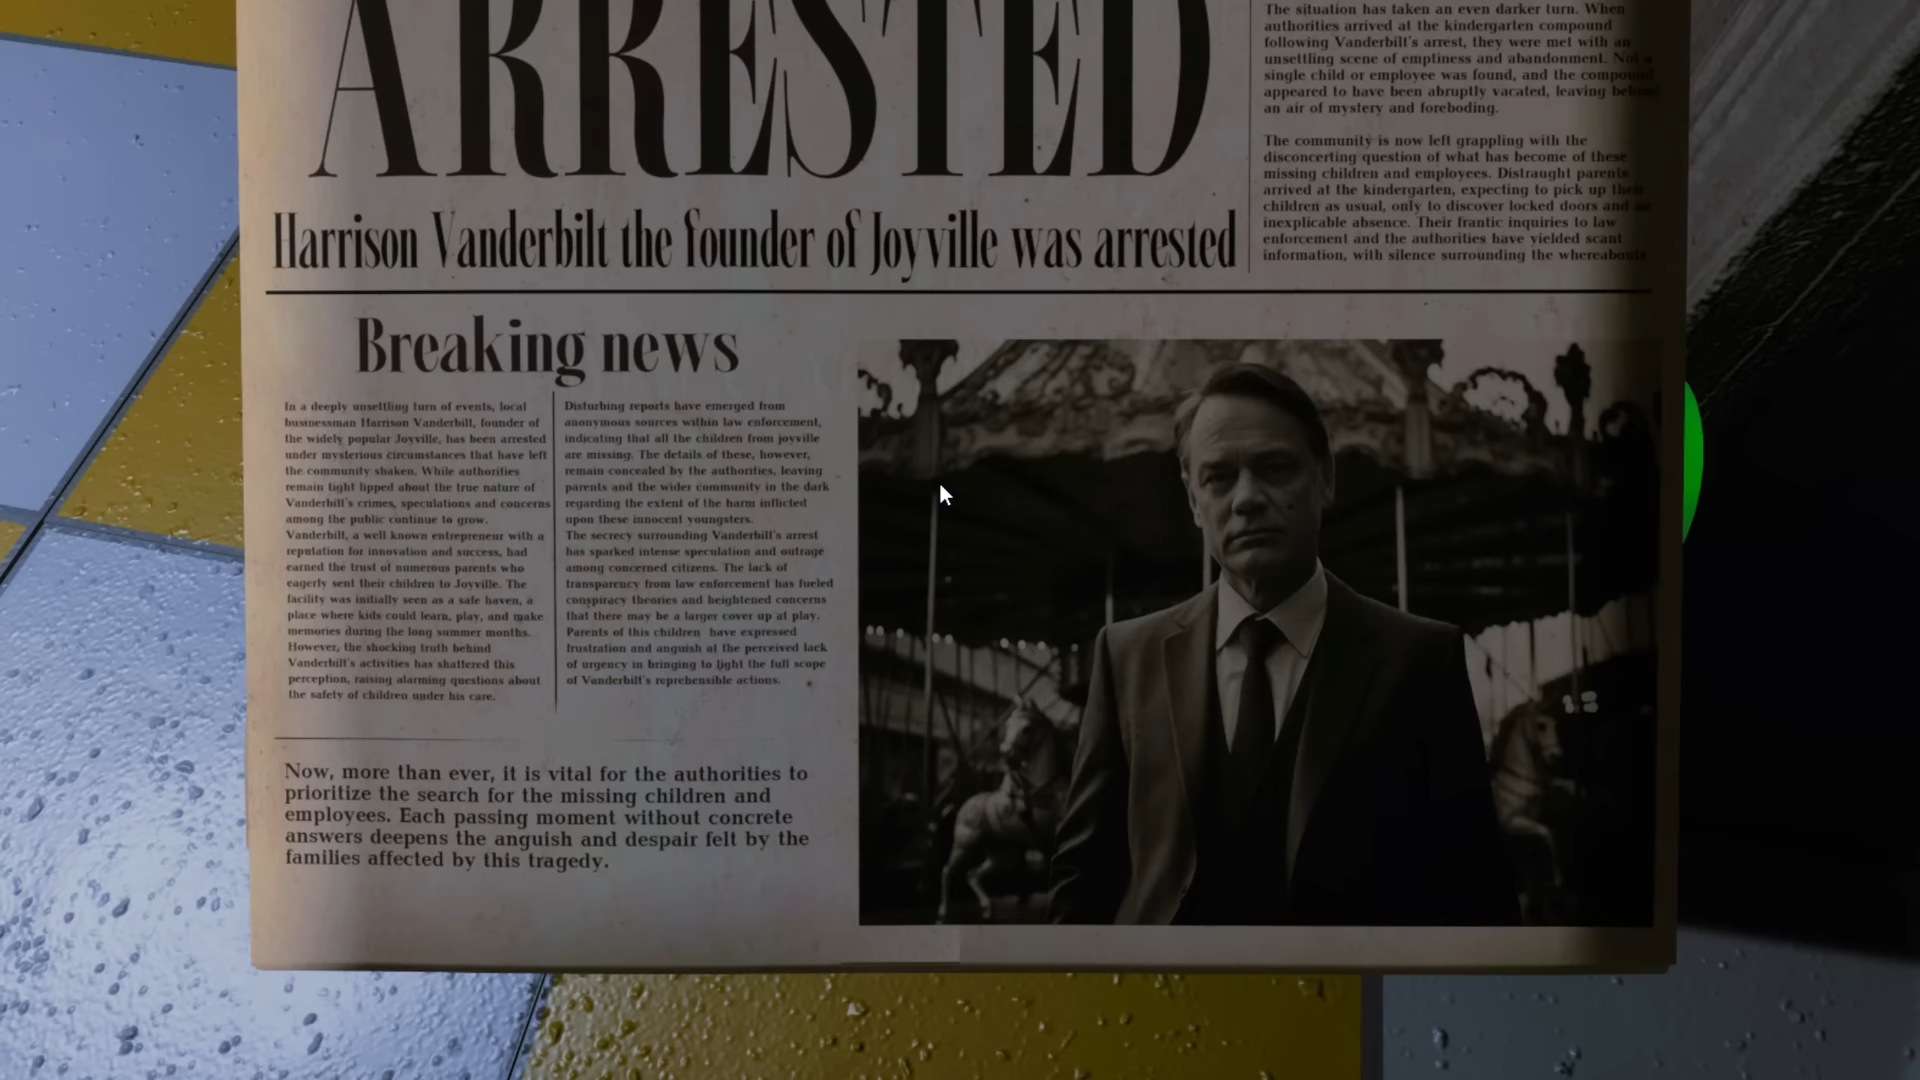 ARRESTED
Harrison Vanderbilt the founder of Joyville was arrested
The situation has taken an even darker turn. When
authorities arrived at the kindergarten compound
following Vanderbilt's arrest, they were met with an
unsettling scene of emptiness and abandonment. Not a
single child or employee was found, and the compound
appeared to have been abruptly vacated, leaving behind
an air of mystery and foreboding.
The community is now left grappling with the
disconcerting question of what has become of these
missing children and employees. Distraught parents
arrived at the kindergarten, expecting to pick up their
children as usual, only to discover locked doors and an
inexplicable absence. Their frantic inquiries to law
enforcement and the authorities have yielded scant
information, with silence surrounding the whereabouts
Breaking news
In a deeply unsettling turn of events, local
businessman Harrison Vanderbill, founder of
the widely popular Joyville, has been arrested
under mysterious circumstances that have left
the community shaken. While authorities
remain tight lipped about the true nature of
Vanderbill's crimes, speculations and concerns
among the public continue to grow.
Vanderbill, a well known entrepreneur with a
reputation for innovation and success, had
earned the trust of numerous parents who
eagerly sent their children to Joyville. The
facility was initially seen as a safe haven, a
place where kids could learn, play, and make
memories during the long summer months.
However, the shocking truth behind
Vanderbill's activities has shattered this
perception, raising alarming questions about
the safety of children under his care.
Disturbing reports have emerged from
anonymous sources within law enforcement,
indicating that all the children from joyville
are missing. The details of these, however,
remain concealed by the authorities, leaving
parents and the wider community in the dark
regarding the extent of the harm inflicted
upon these innocent youngsters.
The secrecy surrounding Vanderbill's arrest
has sparked intense speculation and outrage
among concerned citizens. The lack of
transparency from law enforcement has fueled
conspiracy theories and heightened concerns
that there may be a larger cover up at play.
Parents of this children have expressed
frustration and anguish at the perceived lack
of urgency in bringing to light the full scope
of Vanderbill's reprehensible actions.
Now, more than ever, it is vital for the authorities to
prioritize the search for the missing children and
employees. Each passing moment without concrete
answers deepens the anguish and despair felt by the
families affected by this tragedy.